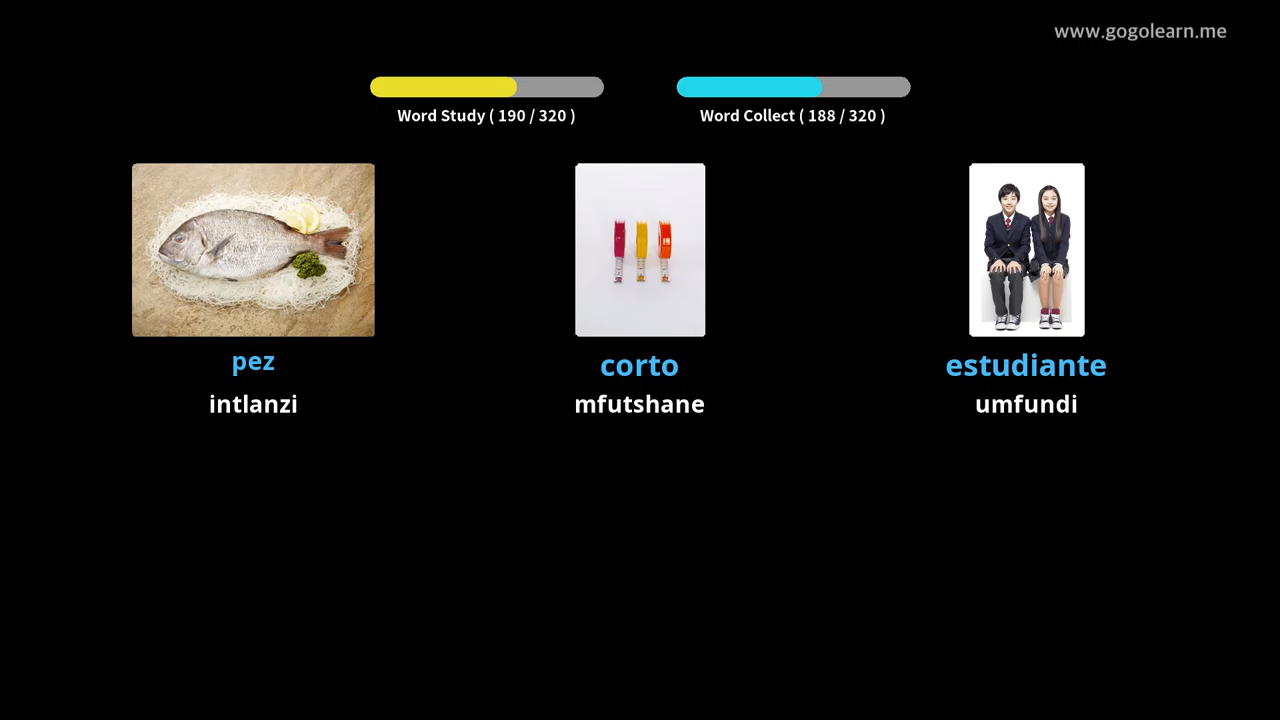 www.gogolearn.me
Word Study ( 190 / 320 )
Word Collect ( 188 / 320 )
pez
intlanzi
corto
mfutshane
estudiante
umfundi